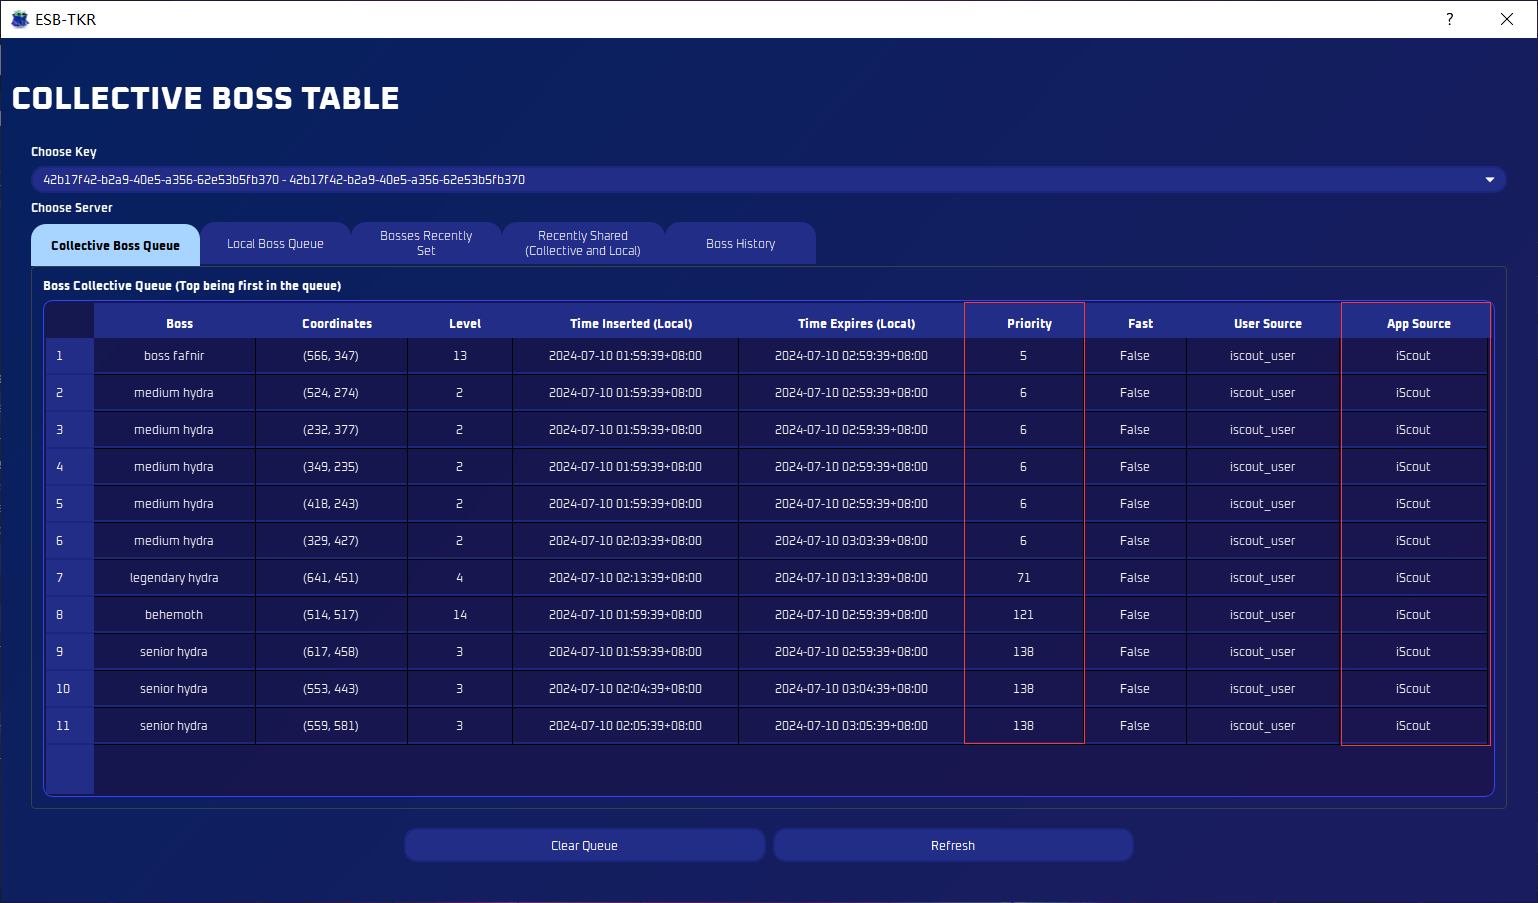 ESB-TKR
?
COLLECTIVE BOSS TABLE
Choose Key
42b17f42-b2a9-40e5-a356-62e53b5fb370 - 42b17f42-b2a9-40e5-a356-62e53b5fb370
Choose Server
Collective Boss Queue
Local Boss Queue
Bosses Recently
Set
Recently Shared
(Collective and Local)
Boss History
Boss Collective Queue (Top being first in the queue)
Boss Coordinates Level Time Inserted (Local) Time Expires (Local) Priority Fast User Source App Source
1 boss fafnir (566, 347) 13 2024-07-10 01:59:39+08:00 2024-07-10 02:59:39+08:00 5 False iscout_user iScout
2 medium hydra (524, 274) 2 2024-07-10 01:59:39+08:00 2024-07-10 02:59:39+08:00 6 False iscout_user iScout
3 medium hydra (232, 377) 2 2024-07-10 01:59:39+08:00 2024-07-10 02:59:39+08:00 6 False iscout_user iScout
4 medium hydra (349, 235) 2 2024-07-10 01:59:39+08:00 2024-07-10 02:59:39+08:00 6 False iscout_user iScout
5 medium hydra (418, 243) 2 2024-07-10 01:59:39+08:00 2024-07-10 02:59:39+08:00 6 False iscout_user iScout
6 medium hydra (329, 427) 2 2024-07-10 02:03:39+08:00 2024-07-10 03:03:39+08:00 6 False iscout_user iScout
7 legendary hydra (641, 451) 4 2024-07-10 02:13:39+08:00 2024-07-10 03:13:39+08:00 71 False iscout_user iScout
8 behemoth (514, 517) 14 2024-07-10 01:59:39+08:00 2024-07-10 02:59:39+08:00 121 False iscout_user iScout
9 senior hydra (617, 458) 3 2024-07-10 01:59:39+08:00 2024-07-10 02:59:39+08:00 138 False iscout_user iScout
10 senior hydra (553, 443) 3 2024-07-10 02:04:39+08:00 2024-07-10 03:04:39+08:00 138 False iscout_user iScout
11 senior hydra (559, 581) 3 2024-07-10 02:05:39+08:00 2024-07-10 03:05:39+08:00 138 False iscout_user iScout
Clear Queue
Refresh